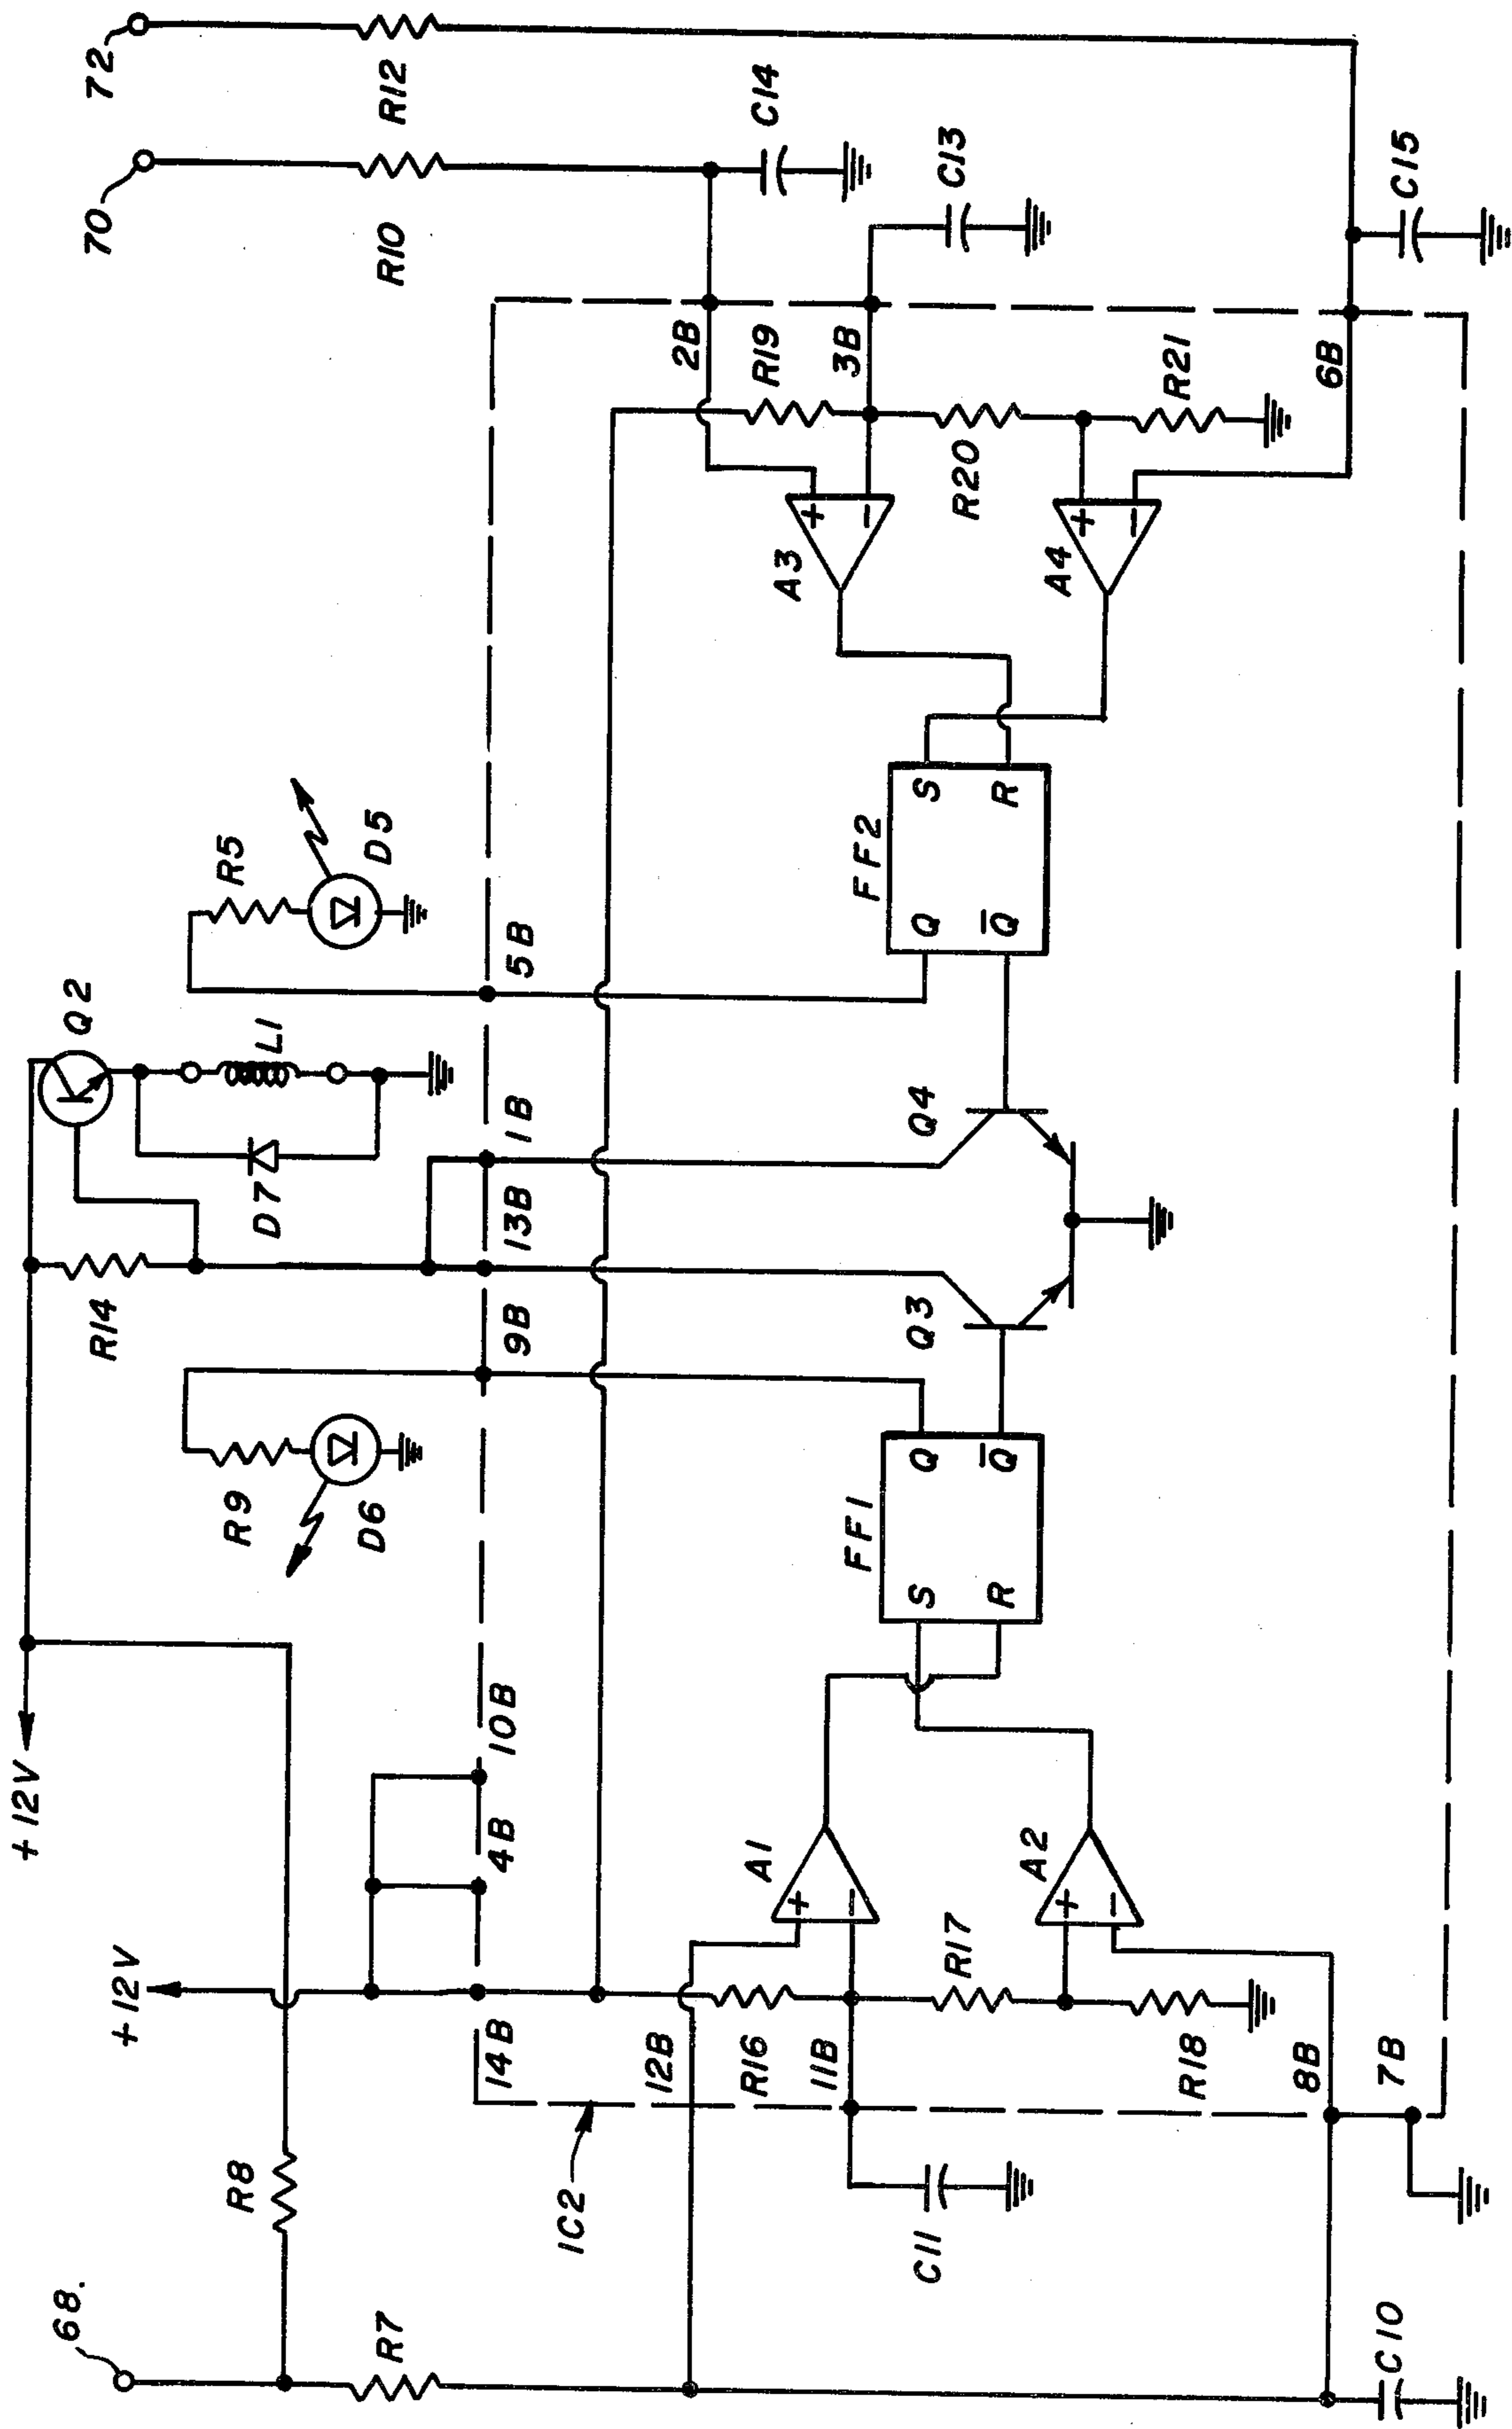 68.
R7
R8
+12V
+12V
14B
4B
10B
9B
13B
1B
5B
R9
D6
R14
D7
L1
Q2
R5
D5
70
72
R10
R12
C14
C13
C15
IC2
12B
R16
11B
R17
R18
8B
7B
C11
C10
A1
+
−
A2
+
−
FF1
S
R
Q
Q̅
Q3
Q4
FF2
Q
Q̅
S
R
A3
+
−
A4
+
−
2B
R19
3B
R20
R21
6B